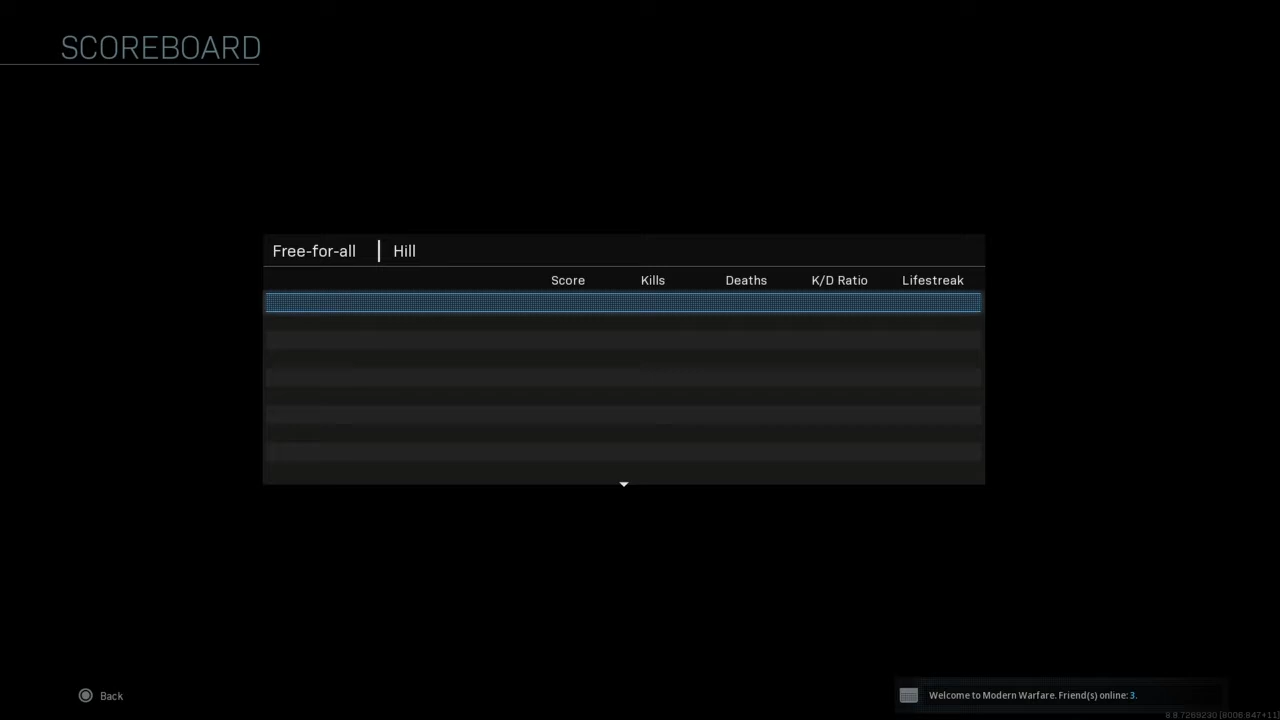 SCOREBOARD
Free-for-all | Hill
Score Kills Deaths K/D Ratio Lifestreak
Back
Welcome to Modern Warfare. Friend(s) online: 3.